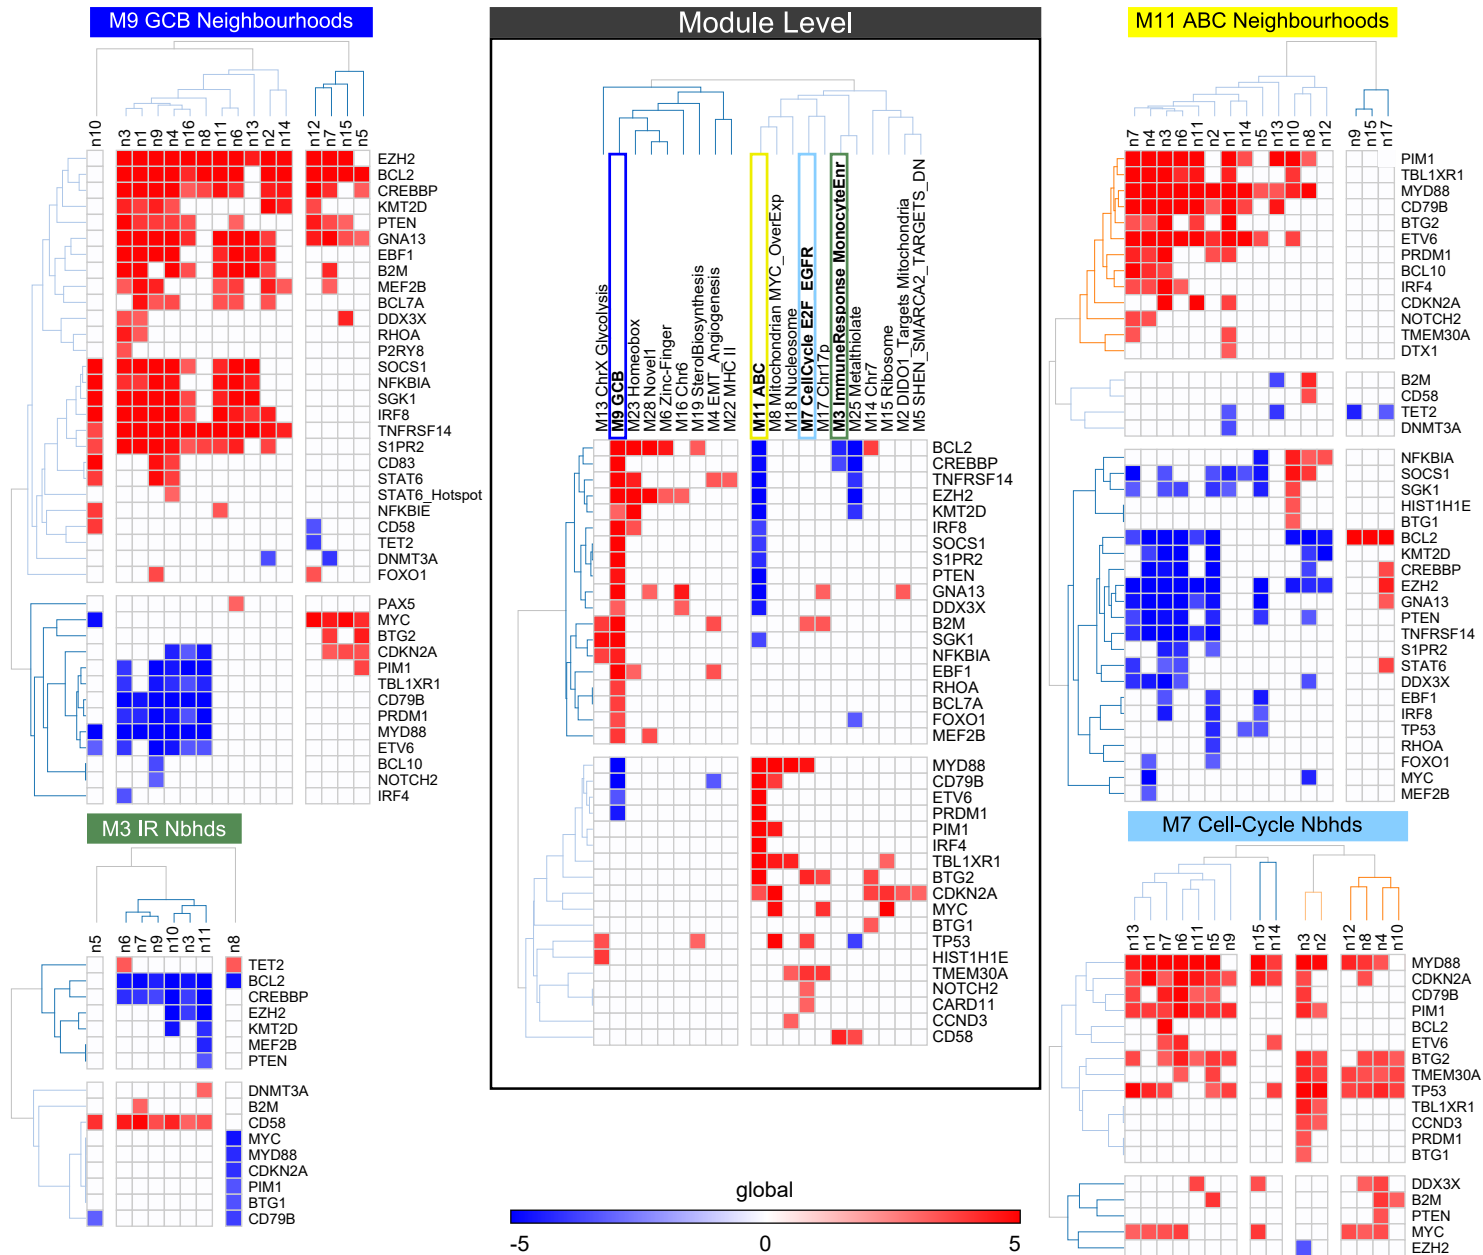 M9 GCB Neighbourhoods
n10
n3
n1
n9
n4
n16
n8
n11
n6
n13
n2
n14
n12
n7
n15
n5
EZH2
BCL2
CREBBP
KMT2D
PTEN
GNA13
EBF1
B2M
MEF2B
BCL7A
DDX3X
RHOA
P2RY8
SOCS1
NFKBIA
SGK1
IRF8
TNFRSF14
S1PR2
CD83
STAT6
STAT6_Hotspot
NFKBIE
CD58
TET2
DNMT3A
FOXO1
PAX5
MYC
BTG2
CDKN2A
PIM1
TBL1XR1
CD79B
PRDM1
MYD88
ETV6
BCL10
NOTCH2
IRF4
M3 IR Nbhds
n5
n6
n7
n9
n10
n3
n11
n8
TET2
BCL2
CREBBP
EZH2
KMT2D
MEF2B
PTEN
DNMT3A
B2M
CD58
MYC
MYD88
CDKN2A
PIM1
BTG1
CD79B
Module Level
M13 ChrX Glycolysis
M9 GCB
M23 Homeobox
M28 Novel1
M6 Zinc-Finger
M16 Chr6
M19 SterolBiosynthesis
M4 EMT_Angiogenesis
M22 MHC II
M11 ABC
M8 Mitochondrian MYC_OverExp
M18 Nucleosome
M7 CellCycle E2F EGFR
M17 Chr17p
M3 ImmuneResponse MonocyteEnr
M25 Metalthiolate
M14 Chr7
M15 Ribosome
M2 DIDO1_Targets Mitochondria
M5 SHEN_SMARCA2_TARGETS_DN
BCL2
CREBBP
TNFRSF14
EZH2
KMT2D
IRF8
SOCS1
S1PR2
PTEN
GNA13
DDX3X
B2M
SGK1
NFKBIA
EBF1
RHOA
BCL7A
FOXO1
MEF2B
MYD88
CD79B
ETV6
PRDM1
PIM1
IRF4
TBL1XR1
BTG2
CDKN2A
MYC
BTG1
TP53
HIST1H1E
TMEM30A
NOTCH2
CARD11
CCND3
CD58
global
-5
0
5
M11 ABC Neighbourhoods
n7
n4
n3
n6
n11
n2
n1
n14
n5
n13
n10
n8
n12
n9
n15
n17
PIM1
TBL1XR1
MYD88
CD79B
BTG2
ETV6
PRDM1
BCL10
IRF4
CDKN2A
NOTCH2
TMEM30A
DTX1
B2M
CD58
TET2
DNMT3A
NFKBIA
SOCS1
SGK1
HIST1H1E
BTG1
BCL2
KMT2D
CREBBP
EZH2
GNA13
PTEN
TNFRSF14
S1PR2
STAT6
DDX3X
EBF1
IRF8
TP53
RHOA
FOXO1
MYC
MEF2B
M7 Cell-Cycle Nbhds
n13
n1
n7
n6
n11
n5
n9
n15
n14
n3
n2
n12
n8
n4
n10
MYD88
CDKN2A
CD79B
PIM1
BCL2
ETV6
BTG2
TMEM30A
TP53
TBL1XR1
CCND3
PRDM1
BTG1
DDX3X
B2M
PTEN
MYC
EZH2